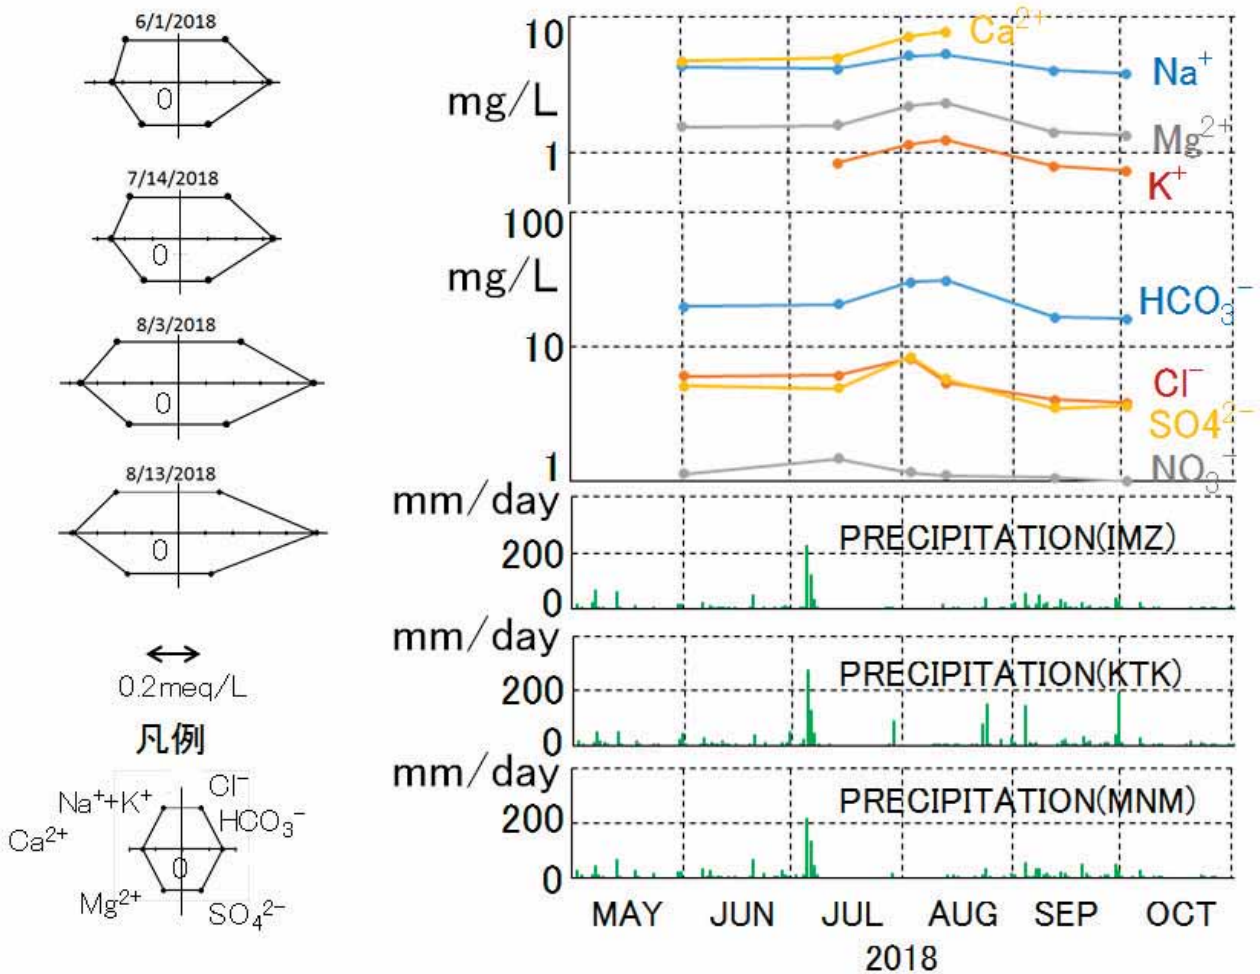 6/1/2018
0
7/14/2018
0
8/3/2018
0
8/13/2018
0
0.2meq/L
凡例
Cl⁻
Na⁺+K⁺
HCO₃⁻
Ca²⁺
0
Mg²⁺
SO₄²⁻
10
Ca²⁺
Na⁺
mg/L
Mg²⁺
1
K⁺
100
mg/L
HCO₃⁻
10
Cl⁻
SO4²⁻
1
NO₃⁻
mm/day
PRECIPITATION(IMZ)
200
0
mm/day
PRECIPITATION(KTK)
200
0
mm/day
PRECIPITATION(MNM)
200
0
MAY JUN JUL AUG SEP OCT
2018